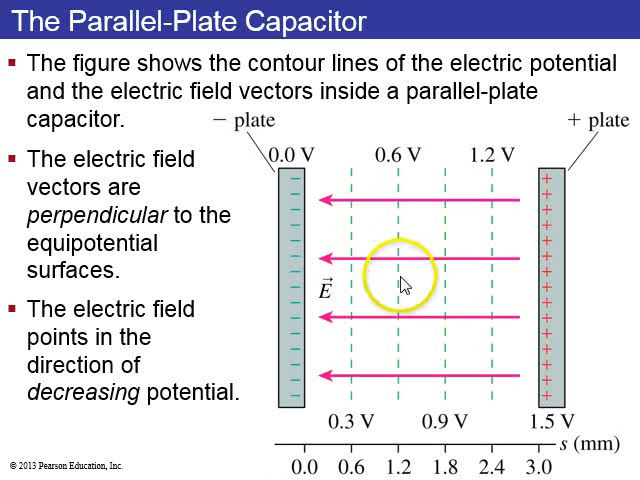 The Parallel-Plate Capacitor
▪ The figure shows the contour lines of the electric potential
and the electric field vectors inside a parallel-plate
capacitor.
− plate
+ plate
0.0 V 0.6 V 1.2 V
▪ The electric field
vectors are
perpendicular to the
equipotential
surfaces.
E⃗
▪ The electric field
points in the
direction of
decreasing potential.
0.3 V 0.9 V 1.5 V
s (mm)
0.0 0.6 1.2 1.8 2.4 3.0
© 2013 Pearson Education, Inc.